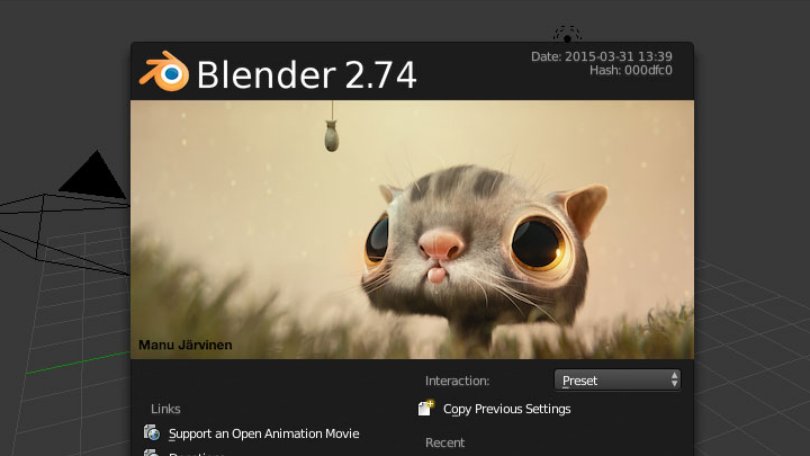 Blender 2.74
Date: 2015-03-31 13:39
Hash: 000dfc0
Manu Järvinen
Interaction:
Preset
Links
Copy Previous Settings
Support an Open Animation Movie
Recent